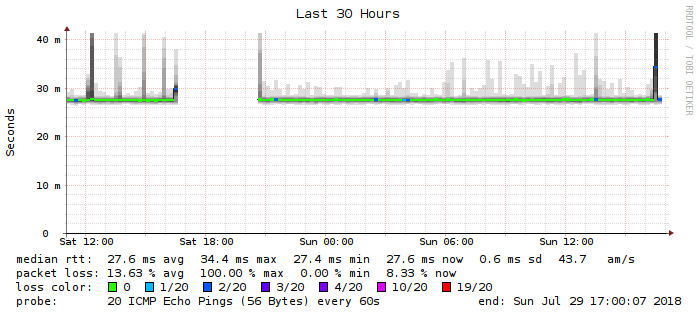 Last 30 Hours
RRDTOOL / TOBI OETIKER
Seconds
40 m
30 m
20 m
10 m
0
Sat 12:00 Sat 18:00 Sun 00:00 Sun 06:00 Sun 12:00
median rtt: 27.6 ms avg 34.4 ms max 27.4 ms min 27.6 ms now 0.6 ms sd 43.7 am/s
packet loss: 13.63 % avg 100.00 % max 0.00 % min 8.33 % now
loss color: 0 1/20 2/20 3/20 4/20 10/20 19/20
probe: 20 ICMP Echo Pings (56 Bytes) every 60s end: Sun Jul 29 17:00:07 2018